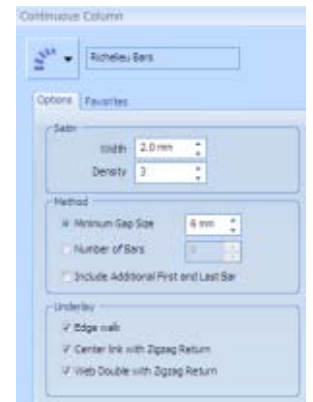 Continuous Column
Richelieu Bars
Options Favorites
Satin
Width 2.0 mm
Density 3
Method
Minimum Gap Size 6 mm
Number of Bars
Include Additional First and Last Bar
Underlay
Edge walk
Center link with Zigzag Return
Web Double with Zigzag Return